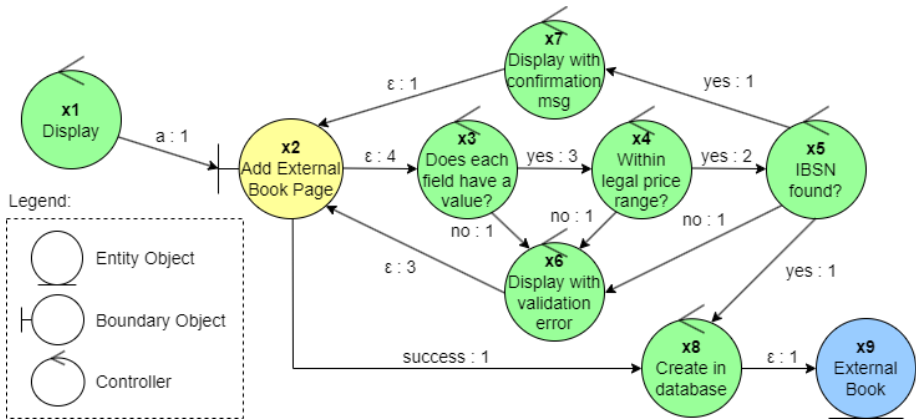 x7
Display with
confirmation
msg
ε : 1
yes : 1
x1
Display
a : 1
x2
Add External
Book Page
ε : 4
x3
Does each
field have a
value?
yes : 3
x4
Within
legal price
range?
yes : 2
x5
IBSN
found?
no : 1
no : 1
no : 1
ε : 3
x6
Display with
validation
error
yes : 1
success : 1
x8
Create in
database
ε : 1
x9
External
Book
Legend:
Entity Object
Boundary Object
Controller